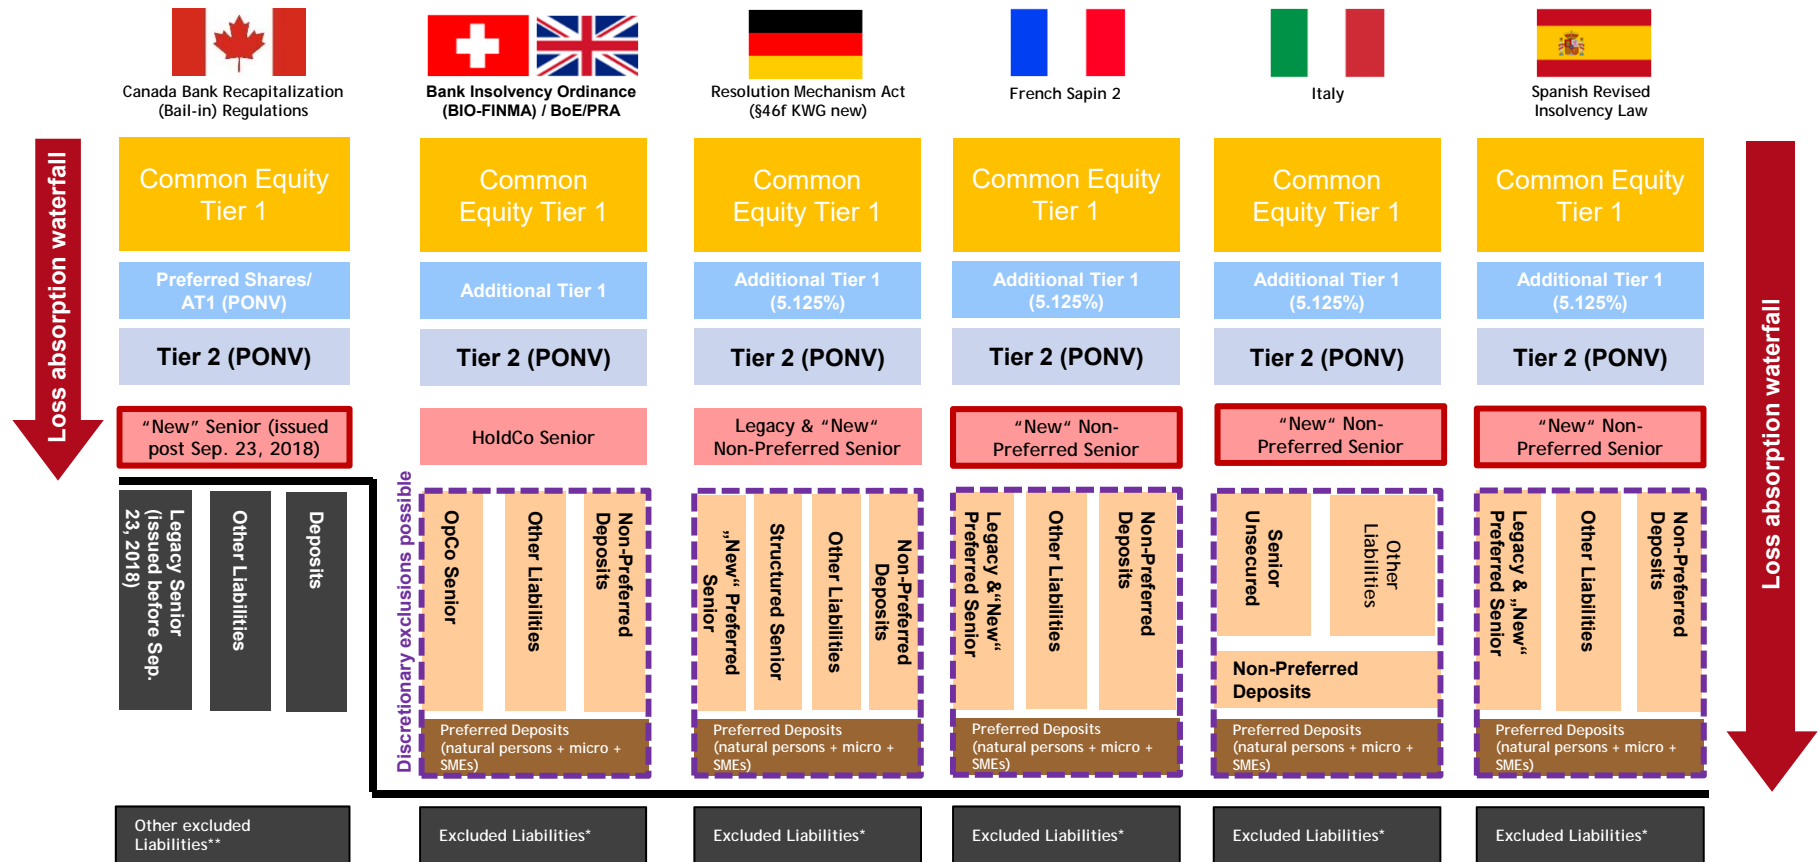 Canada Bank Recapitalization
(Bail-in) Regulations
Bank Insolvency Ordinance
(BIO-FINMA) / BoE/PRA
Resolution Mechanism Act
(§46f KWG new)
French Sapin 2
Italy
Spanish Revised
Insolvency Law
Loss absorption waterfall
Common Equity
Tier 1
Common
Equity Tier 1
Common
Equity Tier 1
Common Equity
Tier 1
Common
Equity Tier 1
Common Equity
Tier 1
Loss absorption waterfall
Preferred Shares/
AT1 (PONV)
Additional Tier 1
Additional Tier 1
(5.125%)
Additional Tier 1
(5.125%)
Additional Tier 1
(5.125%)
Additional Tier 1
(5.125%)
Tier 2 (PONV)
Tier 2 (PONV)
Tier 2 (PONV)
Tier 2 (PONV)
Tier 2 (PONV)
Tier 2 (PONV)
“New” Senior (issued
post Sep. 23, 2018)
HoldCo Senior
Legacy & “New“
Non-Preferred Senior
“New“ Non-
Preferred Senior
“New“ Non-
Preferred Senior
“New“ Non-
Preferred Senior
Legacy Senior
(issued before Sep.
23, 2018)
Other Liabilities
Deposits
Discretionary exclusions possible
OpCo Senior
Other Liabilities
Non-Preferred
Deposits
„New“ Preferred
Senior
Structured Senior
Other Liabilities
Non-Preferred
Deposits
Legacy &“New“
Preferred Senior
Other Liabilities
Non-Preferred
Deposits
Senior
Unsecured
Other
Liabilities
Non-Preferred
Deposits
Legacy & „New“
Preferred Senior
Other Liabilities
Non-Preferred
Deposits
Preferred Deposits
(natural persons + micro +
SMEs)
Preferred Deposits
(natural persons + micro +
SMEs)
Preferred Deposits
(natural persons + micro +
SMEs)
Preferred Deposits
(natural persons + micro +
SMEs)
Preferred Deposits
(natural persons + micro +
SMEs)
Other excluded
Liabilities**
Excluded Liabilities*
Excluded Liabilities*
Excluded Liabilities*
Excluded Liabilities*
Excluded Liabilities*